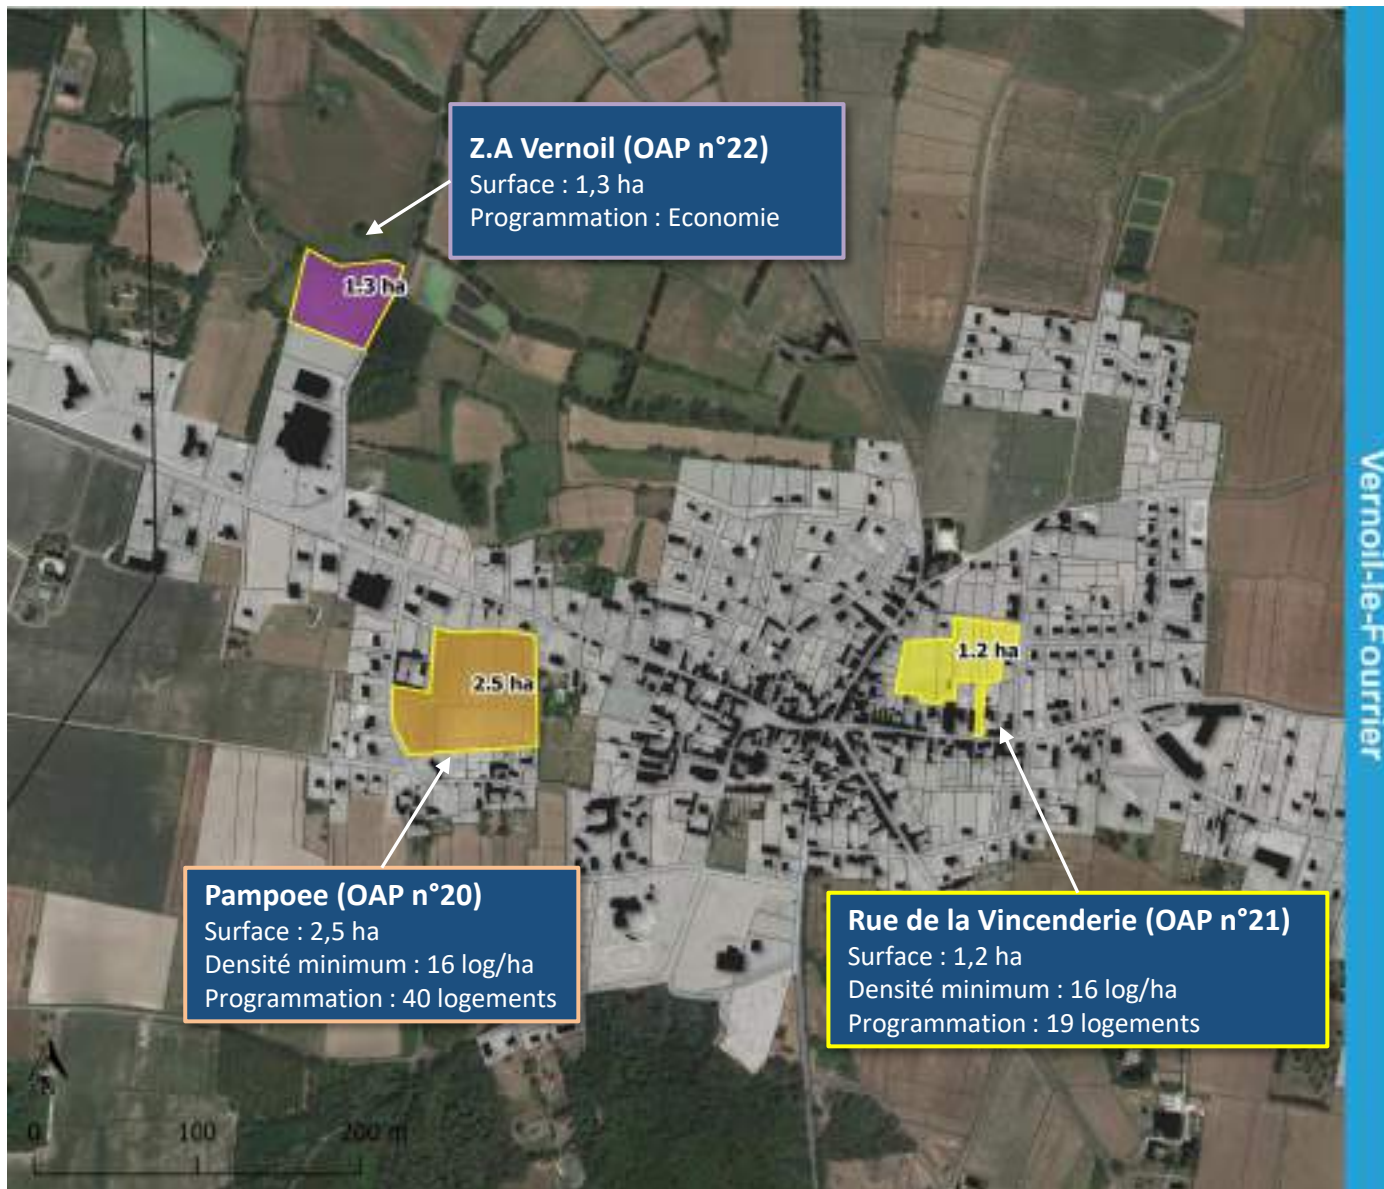 Z.A Vernoil (OAP n°22)
Surface : 1,3 ha
Programmation : Economie
1.3 ha
Vernoil-le-Fourrier
1.2 ha
2.5 ha
Pampoee (OAP n°20)
Surface : 2,5 ha
Densité minimum : 16 log/ha
Programmation : 40 logements
Rue de la Vincenderie (OAP n°21)
Surface : 1,2 ha
Densité minimum : 16 log/ha
Programmation : 19 logements
N
0 100 200 m